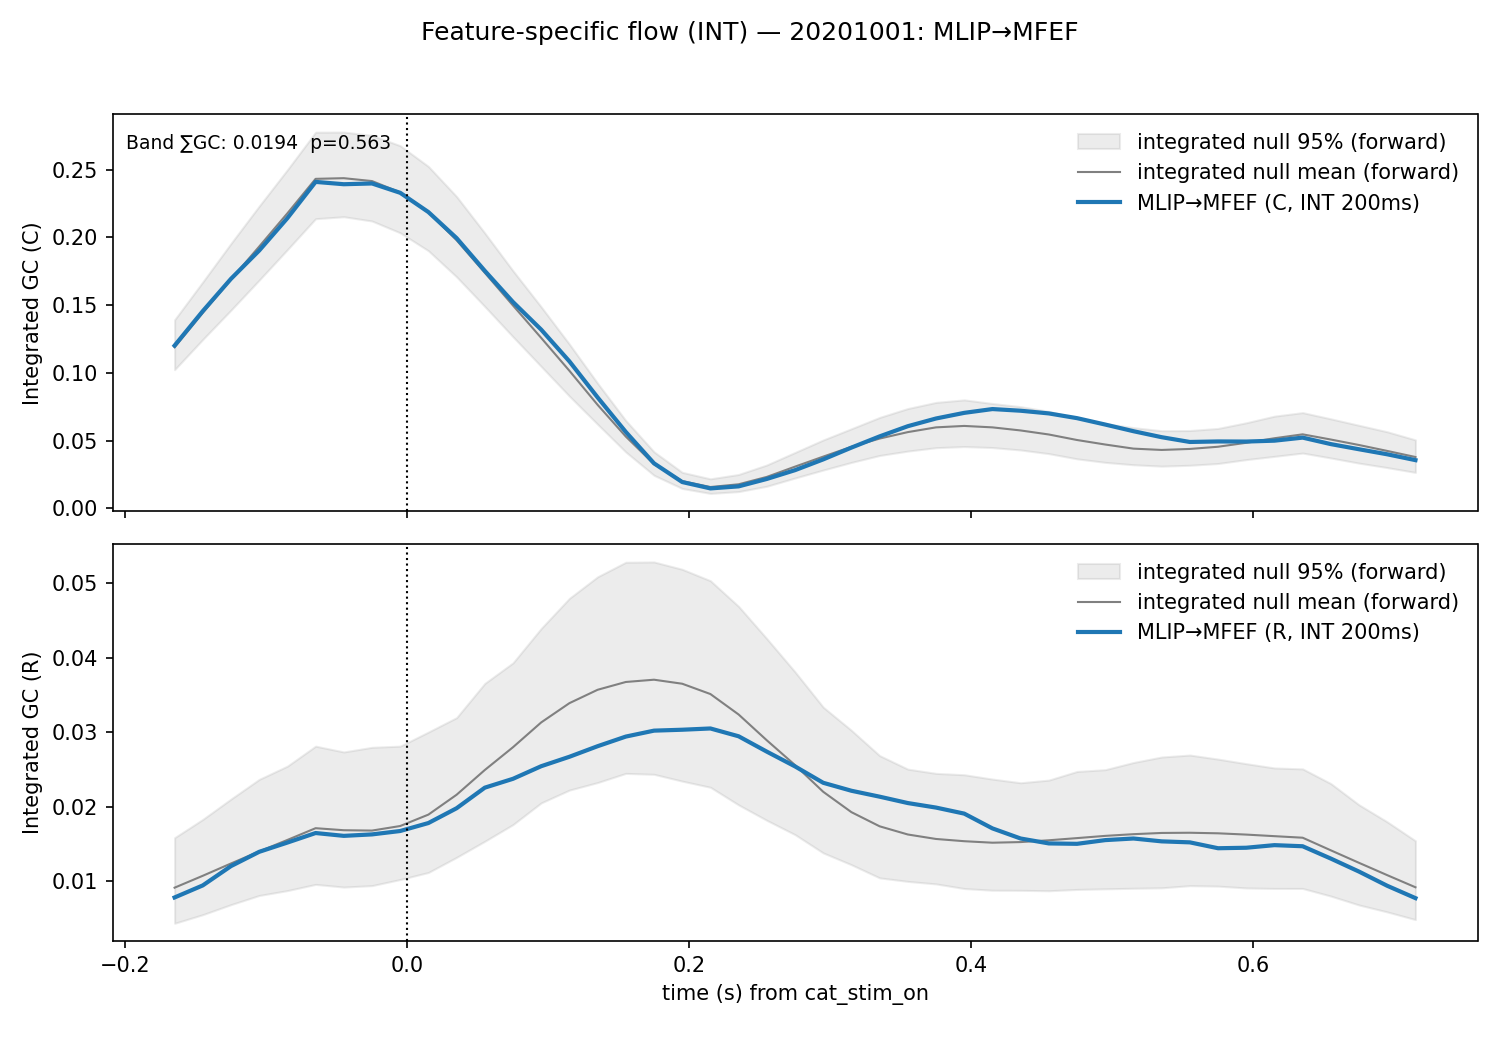 Feature-specific flow (INT) — 20201001: MLIP→MFEF
Band ∑GC: 0.0194  p=0.563
integrated null 95% (forward)
integrated null mean (forward)
MLIP→MFEF (C, INT 200ms)
Integrated GC (C)
0.25
0.20
0.15
0.10
0.05
0.00
integrated null 95% (forward)
integrated null mean (forward)
MLIP→MFEF (R, INT 200ms)
Integrated GC (R)
0.05
0.04
0.03
0.02
0.01
−0.2
0.0
0.2
0.4
0.6
time (s) from cat_stim_on